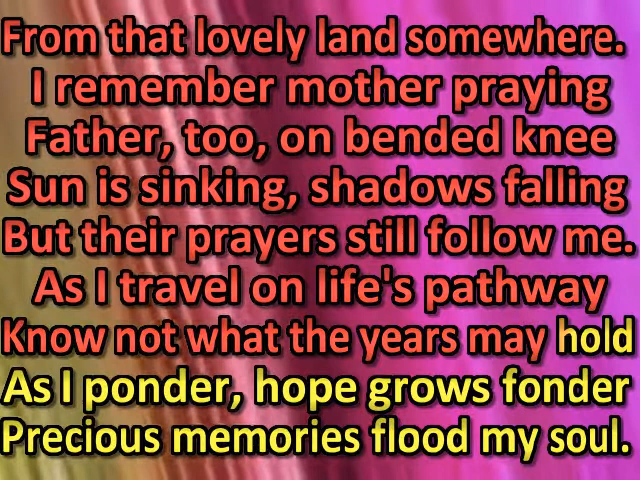 From that lovely land somewhere.
I remember mother praying
Father, too, on bended knee
Sun is sinking, shadows falling
But their prayers still follow me.
As I travel on life's pathway
Know not what the years may hold
As I ponder, hope grows fonder
Precious memories flood my soul.